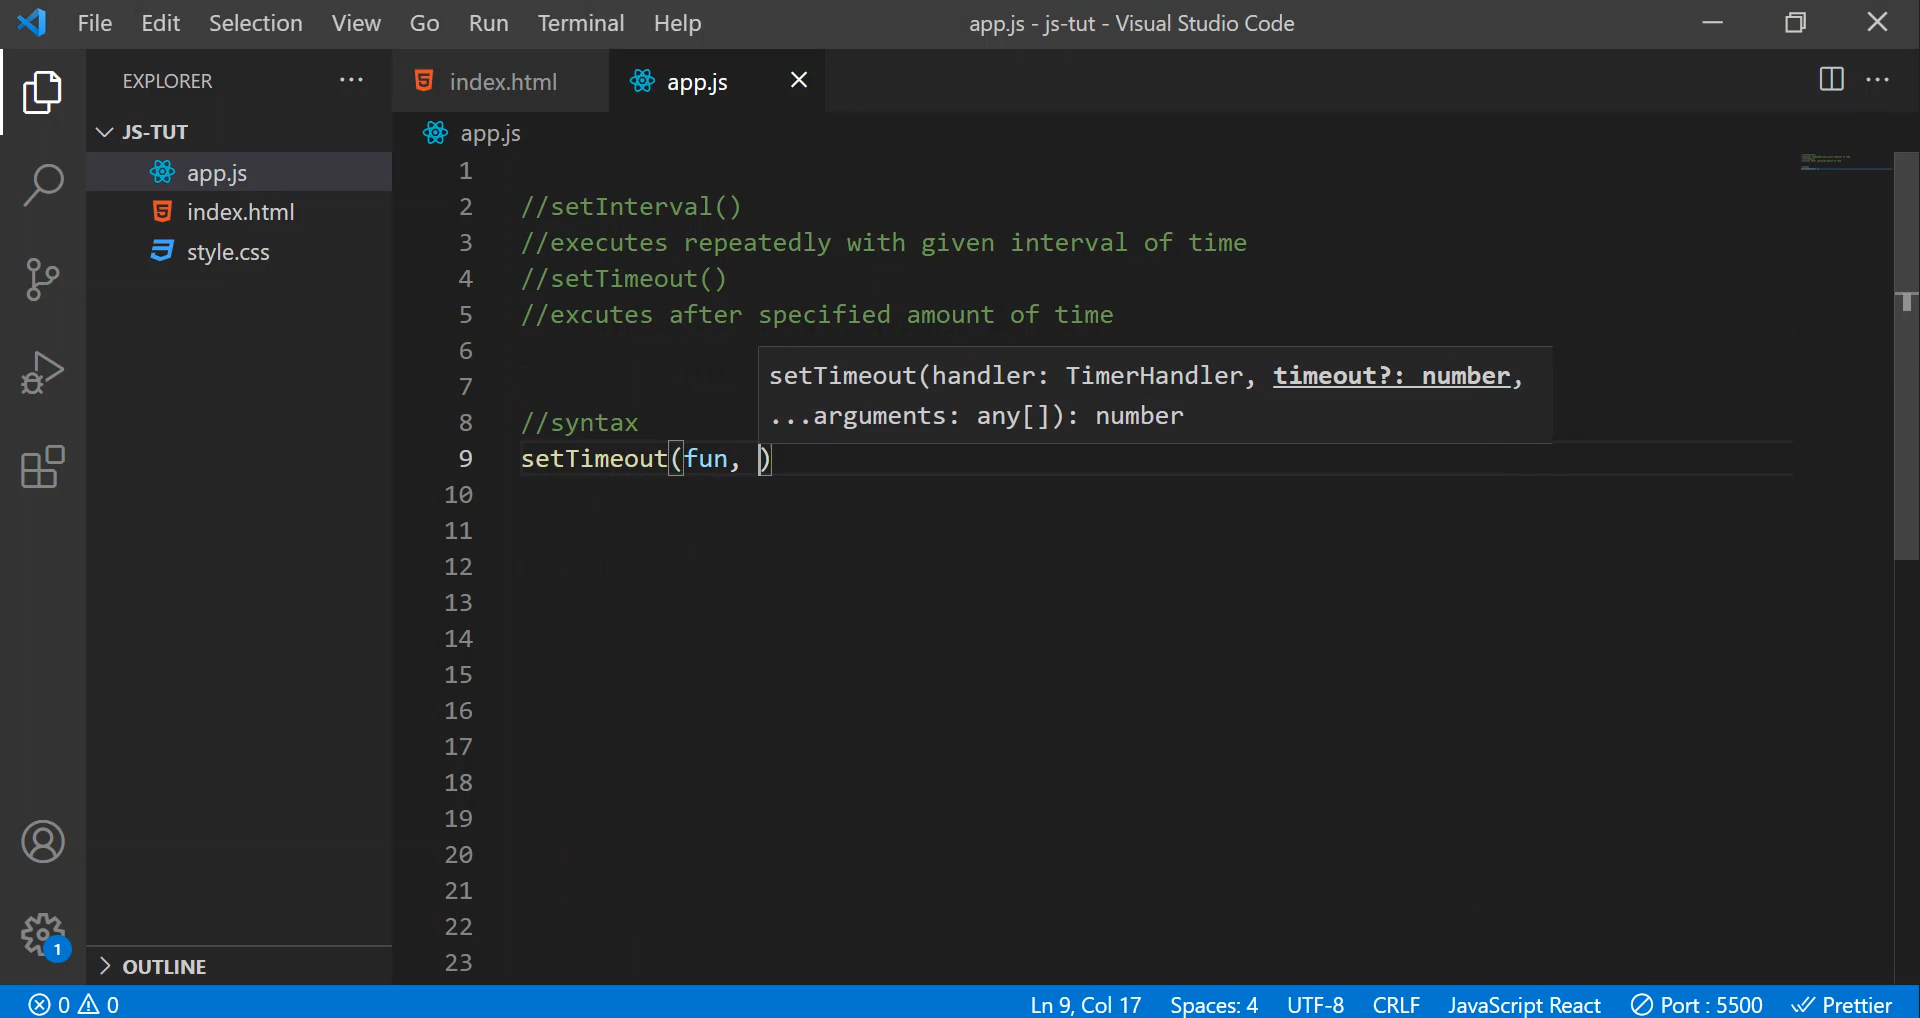 File Edit Selection View Go Run Terminal Help app.js - js-tut - Visual Studio Code
EXPLORER ... index.html app.js ...
JS-TUT app.js
app.js
index.html
style.css
1
2 //setInterval()
3 //executes repeatedly with given interval of time
4 //setTimeout()
5 //excutes after specified amount of time
6
setTimeout(handler: TimerHandler, timeout?: number,
7
...arguments: any[]): number
8 //syntax
9 setTimeout(fun, )
10
11
12
13
14
15
16
17
18
19
20
21
22
23
1
OUTLINE
0 0 Ln 9, Col 17 Spaces: 4 UTF-8 CRLF JavaScript React Port : 5500 Prettier